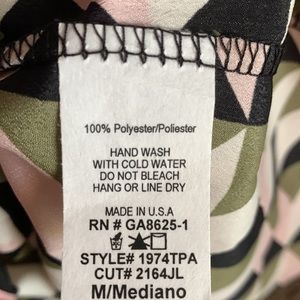 100% Polyester/Poliester
HAND WASH
WITH COLD WATER
DO NOT BLEACH
HANG OR LINE DRY
MADE IN U.S.A
RN # GA8625-1
STYLE# 1974TPA
CUT# 2164JL
M/Mediano